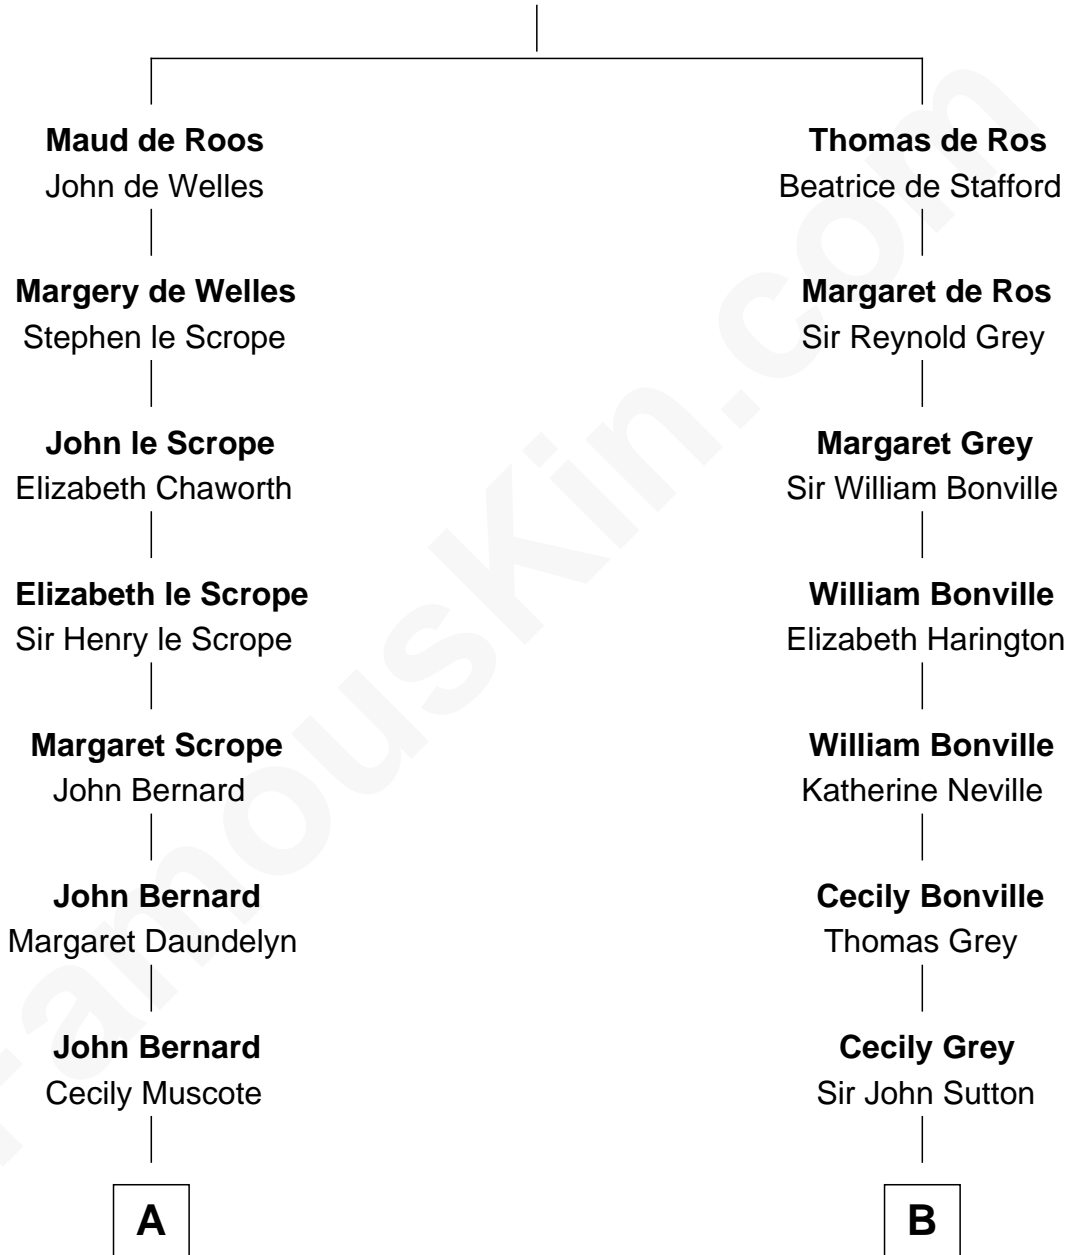 Maud de Roos
John de Welles
Margery de Welles
Stephen le Scrope
John le Scrope
Elizabeth Chaworth
Elizabeth le Scrope
Sir Henry le Scrope
Margaret Scrope
John Bernard
John Bernard
Margaret Daundelyn
John Bernard
Cecily Muscote
A
Thomas de Ros
Beatrice de Stafford
Margaret de Ros
Sir Reynold Grey
Margaret Grey
Sir William Bonville
William Bonville
Elizabeth Harington
William Bonville
Katherine Neville
Cecily Bonville
Thomas Grey
Cecily Grey
Sir John Sutton
B
FamousKin.com